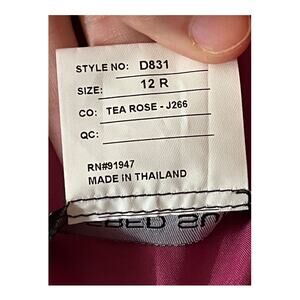 STYLE NO: D831
SIZE: 12 R
CO: TEA ROSE - J266
QC:
RN#91947
MADE IN THAILAND